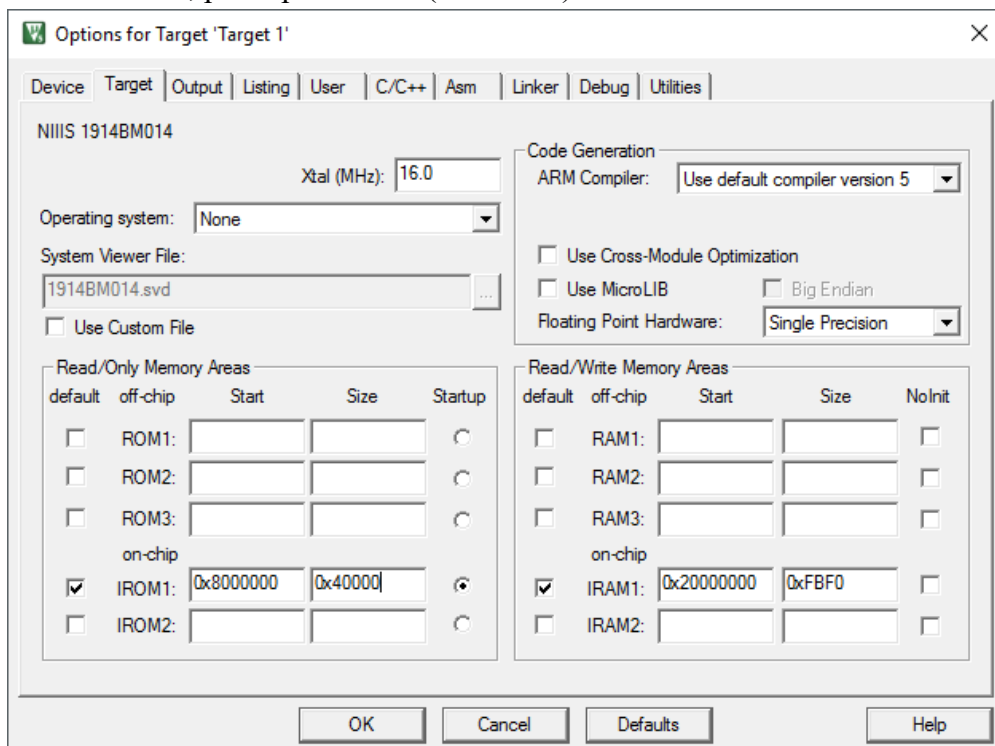 Options for Target 'Target 1'
Device Target Output Listing User C/C++ Asm Linker Debug Utilities
NIIIS 1914BM014
Xtal (MHz): 16.0
Operating system: None
System Viewer File:
1914BM014.svd ...
Use Custom File
Code Generation
ARM Compiler: Use default compiler version 5
Use Cross-Module Optimization
Use MicroLIB Big Endian
Floating Point Hardware: Single Precision
Read/Only Memory Areas
default off-chip Start Size Startup
ROM1:
ROM2:
ROM3:
on-chip
IROM1: 0x8000000 0x40000
IROM2:
Read/Write Memory Areas
default off-chip Start Size NoInit
RAM1:
RAM2:
RAM3:
on-chip
IRAM1: 0x20000000 0xFBF0
IRAM2:
OK Cancel Defaults Help